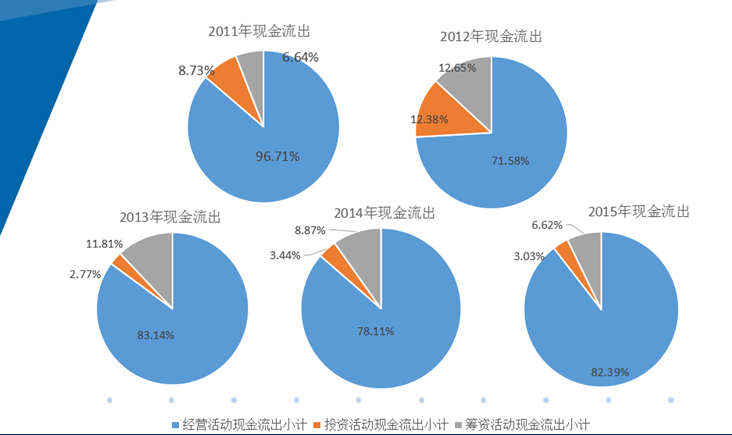 2011年现金流出
8.73%
6.64%
96.71%
2012年现金流出
12.65%
12.38%
71.58%
2013年现金流出
11.81%
2.77%
83.14%
2014年现金流出
8.87%
3.44%
78.11%
2015年现金流出
6.62%
3.03%
82.39%
经营活动现金流出小计 投资活动现金流出小计 筹资活动现金流出小计